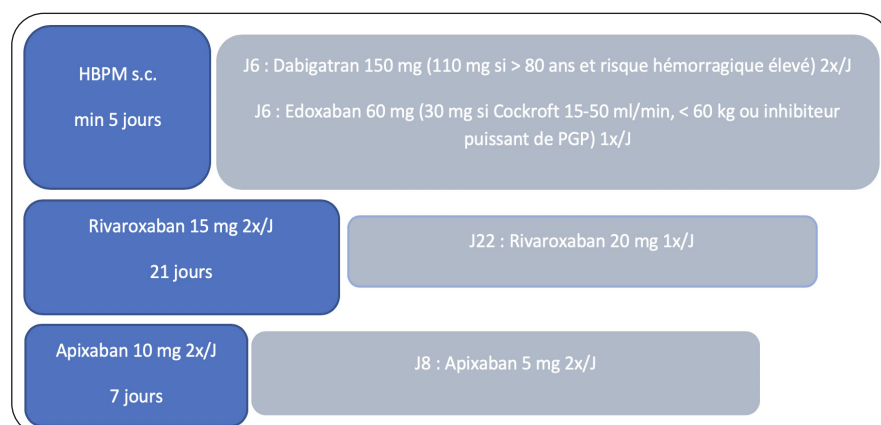 HBPM s.c.
min 5 jours
J6 : Dabigatran 150 mg (110 mg si > 80 ans et risque hémorragique élevé) 2x/J
J6 : Edoxaban 60 mg (30 mg si Cockroft 15-50 ml/min, < 60 kg ou inhibiteur
puissant de PGP) 1x/J
Rivaroxaban 15 mg 2x/J
21 jours
J22 : Rivaroxaban 20 mg 1x/J
Apixaban 10 mg 2x/J
7 jours
J8 : Apixaban 5 mg 2x/J